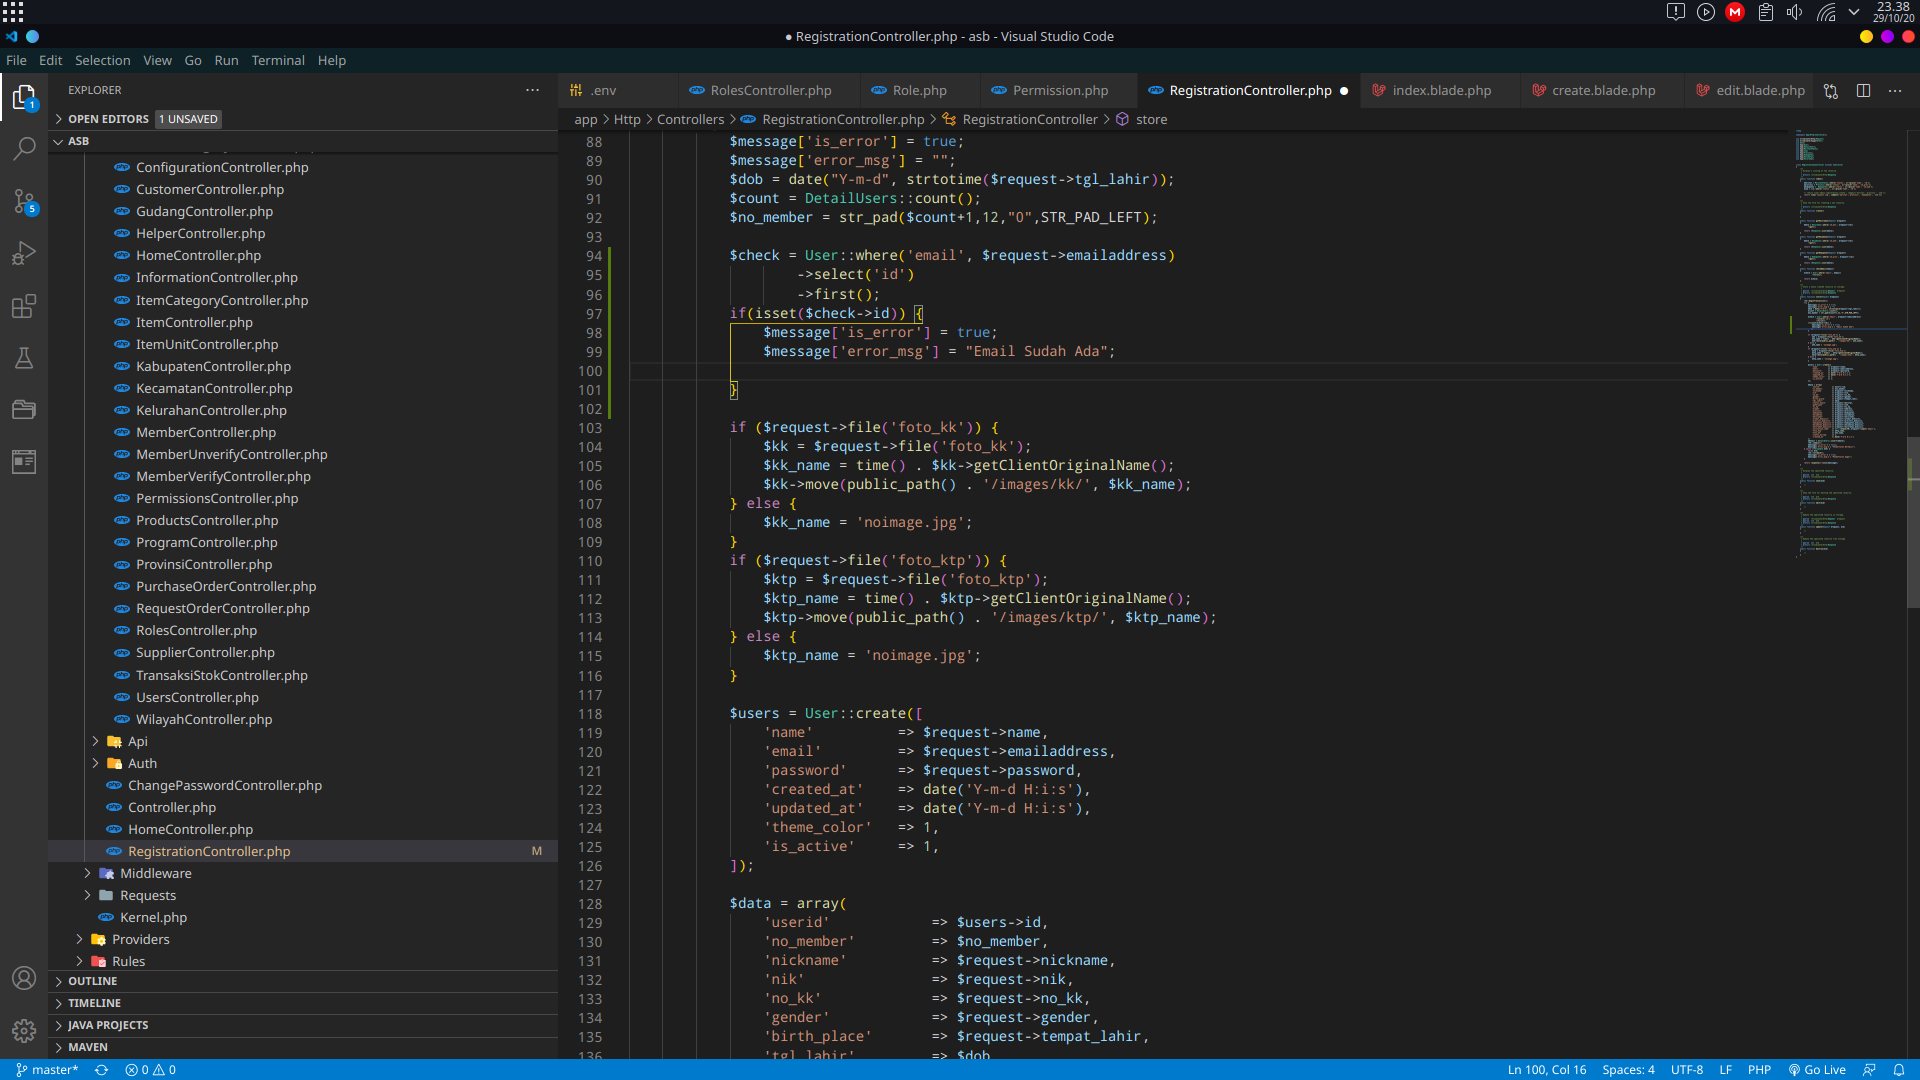 23.38
29/10/20
● RegistrationController.php - asb - Visual Studio Code
File Edit Selection View Go Run Terminal Help
EXPLORER
OPEN EDITORS 1 UNSAVED
ASB
ConfigurationController.php
CustomerController.php
GudangController.php
HelperController.php
HomeController.php
InformationController.php
ItemCategoryController.php
ItemController.php
ItemUnitController.php
KabupatenController.php
KecamatanController.php
KelurahanController.php
MemberController.php
MemberUnverifyController.php
MemberVerifyController.php
PermissionsController.php
ProductsController.php
ProgramController.php
ProvinsiController.php
PurchaseOrderController.php
RequestOrderController.php
RolesController.php
SupplierController.php
TransaksiStokController.php
UsersController.php
WilayahController.php
Api
Auth
ChangePasswordController.php
Controller.php
HomeController.php
RegistrationController.php M
Middleware
Requests
Kernel.php
Providers
Rules
OUTLINE
TIMELINE
JAVA PROJECTS
MAVEN
.env RolesController.php Role.php Permission.php RegistrationController.php ● index.blade.php create.blade.php edit.blade.php
app > Http > Controllers > RegistrationController.php > RegistrationController > store
88 $message['is_error'] = true;
89 $message['error_msg'] = "";
90 $dob = date("Y-m-d", strtotime($request->tgl_lahir));
91 $count = DetailUsers::count();
92 $no_member = str_pad($count+1,12,"0",STR_PAD_LEFT);
93
94 $check = User::where('email', $request->emailaddress)
95 ->select('id')
96 ->first();
97 if(isset($check->id)) {
98 $message['is_error'] = true;
99 $message['error_msg'] = "Email Sudah Ada";
100
101 }
102
103 if ($request->file('foto_kk')) {
104 $kk = $request->file('foto_kk');
105 $kk_name = time() . $kk->getClientOriginalName();
106 $kk->move(public_path() . '/images/kk/', $kk_name);
107 } else {
108 $kk_name = 'noimage.jpg';
109 }
110 if ($request->file('foto_ktp')) {
111 $ktp = $request->file('foto_ktp');
112 $ktp_name = time() . $ktp->getClientOriginalName();
113 $ktp->move(public_path() . '/images/ktp/', $ktp_name);
114 } else {
115 $ktp_name = 'noimage.jpg';
116 }
117
118 $users = User::create([
119 'name' => $request->name,
120 'email' => $request->emailaddress,
121 'password' => $request->password,
122 'created_at' => date('Y-m-d H:i:s'),
123 'updated_at' => date('Y-m-d H:i:s'),
124 'theme_color' => 1,
125 'is_active' => 1,
126 ]);
127
128 $data = array(
129 'userid' => $users->id,
130 'no_member' => $no_member,
131 'nickname' => $request->nickname,
132 'nik' => $request->nik,
133 'no_kk' => $request->no_kk,
134 'gender' => $request->gender,
135 'birth_place' => $request->tempat_lahir,
136 'tgl_lahir' => $dob
master* 0 0
Ln 100, Col 16 Spaces: 4 UTF-8 LF PHP Go Live